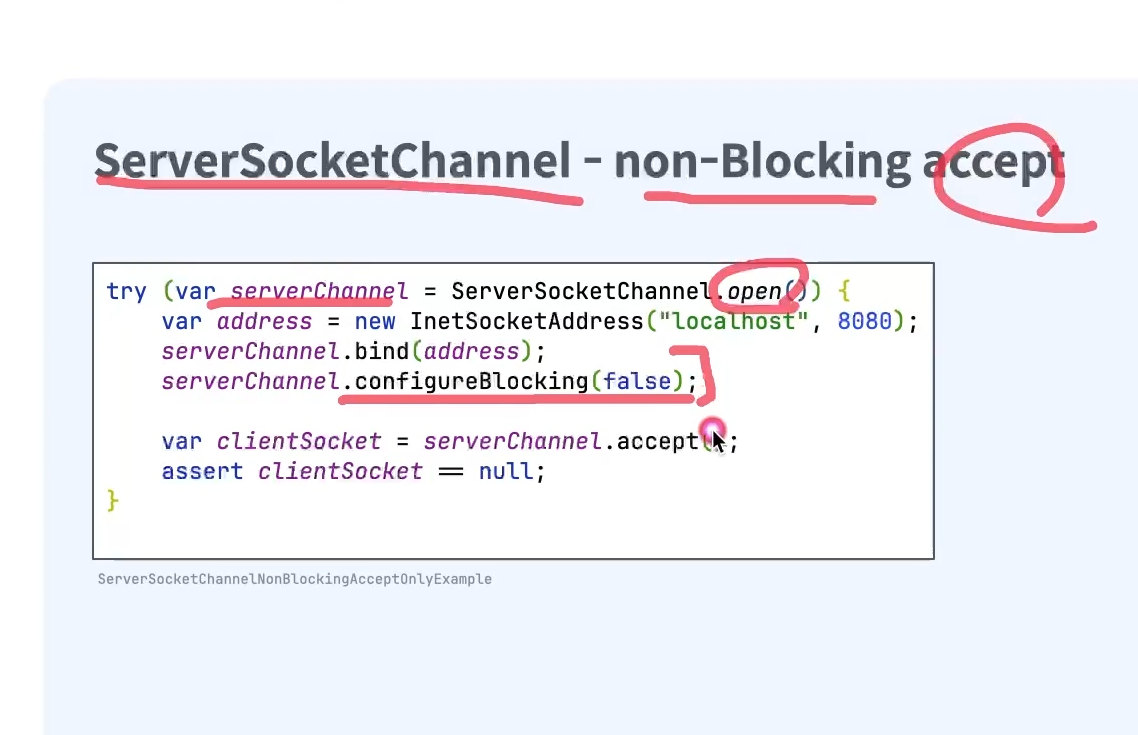 ServerSocketChannel - non-Blocking accept
try (var serverChannel = ServerSocketChannel.open()) {
    var address = new InetSocketAddress("localhost", 8080);
    serverChannel.bind(address);
    serverChannel.configureBlocking(false);
    var clientSocket = serverChannel.accept();
    assert clientSocket == null;
}
ServerSocketChannelNonBlockingAcceptOnlyExample